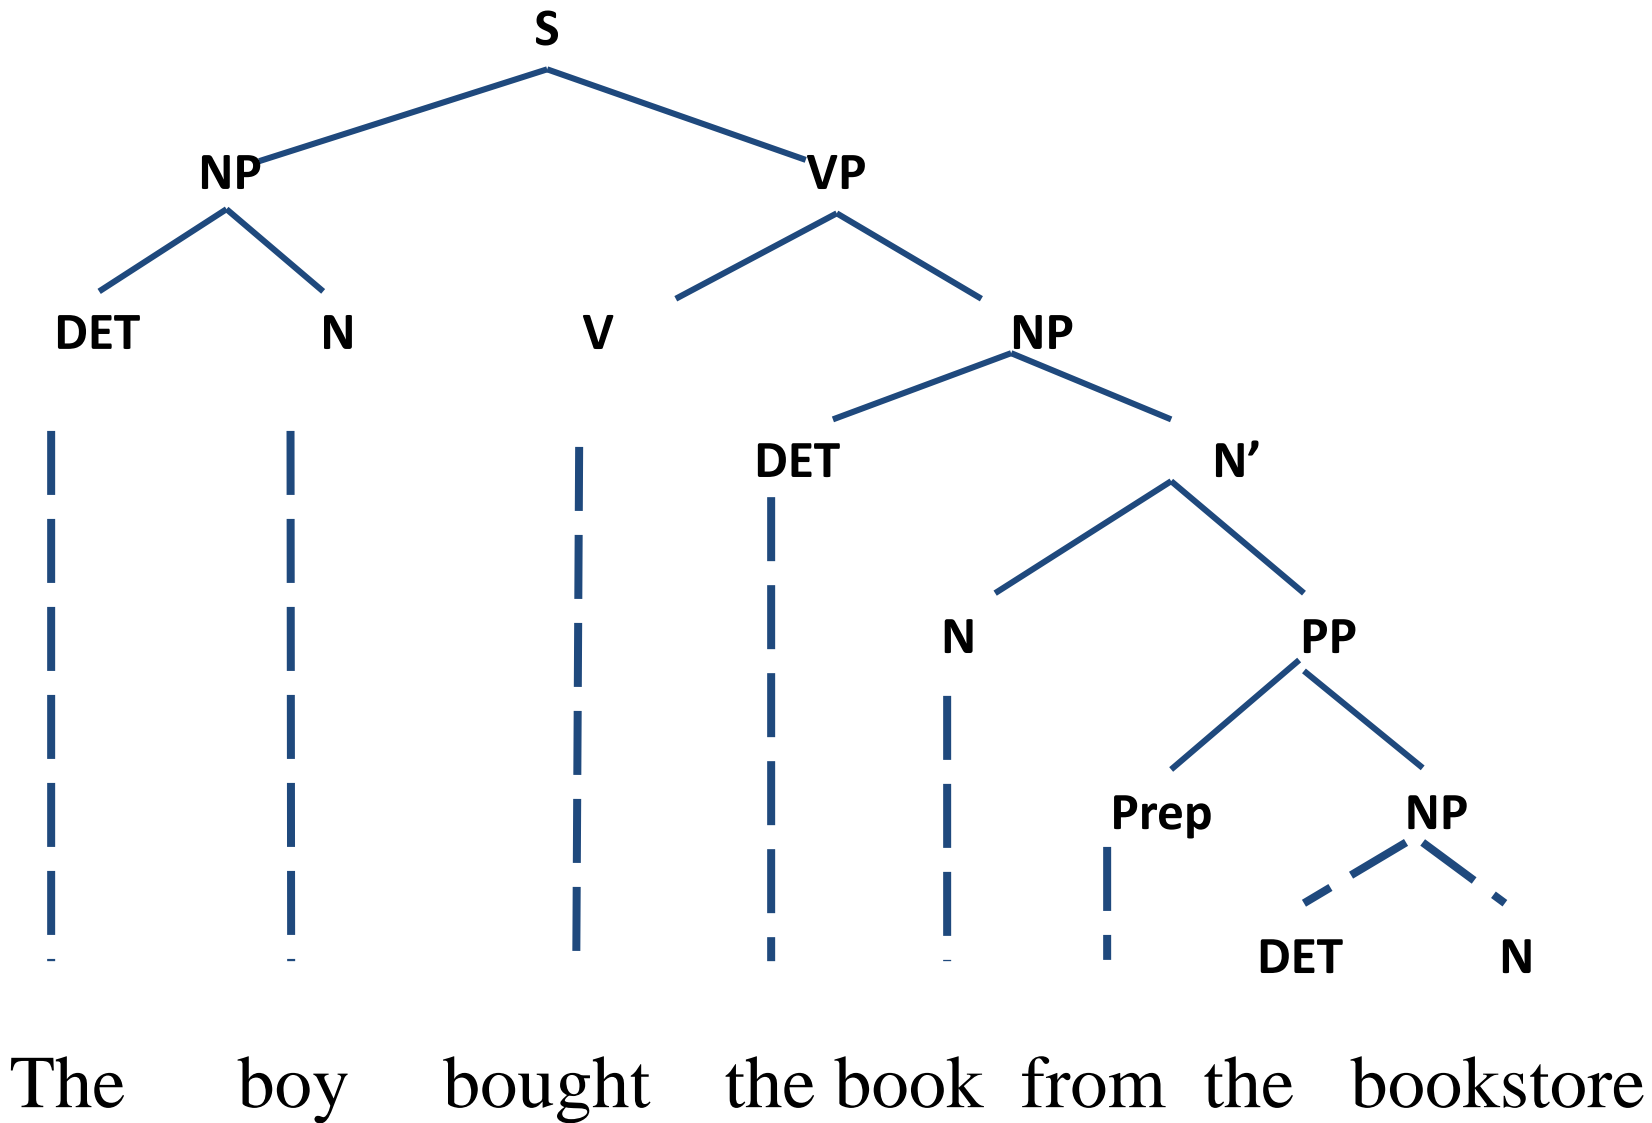 S
NP VP
DET N V NP
DET N’
N PP
Prep NP
DET N
The boy bought the book from the bookstore